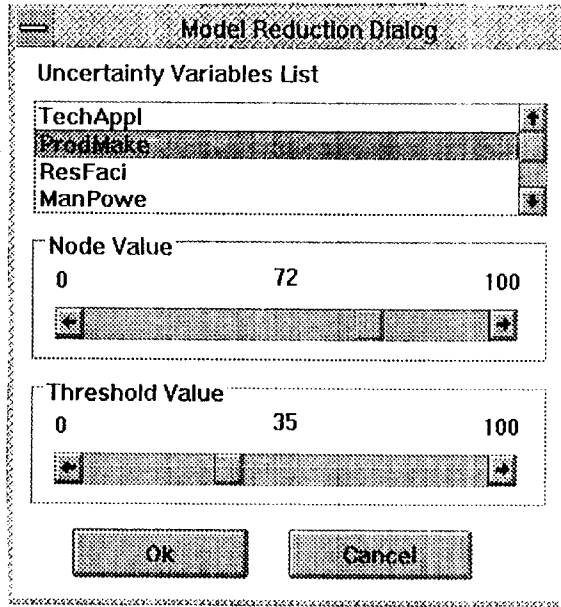 Model Reduction Dialog
Uncertainty Variables List
TechAppl
ProdMake
ResFaci
ManPowe
Node Value
0 72 100
Threshold Value
0 35 100
Ok Cancel